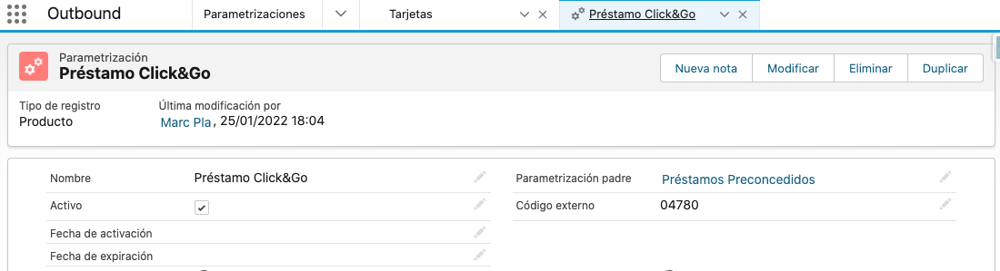 Outbound Parametrizaciones Tarjetas Préstamo Click&Go
Parametrización
Préstamo Click&Go
Nueva nota Modificar Eliminar Duplicar
Tipo de registro Última modificación por
Producto Marc Pla, 25/01/2022 18:04
Nombre Préstamo Click&Go Parametrización padre Préstamos Preconcedidos
Activo Código externo 04780
Fecha de activación
Fecha de expiración